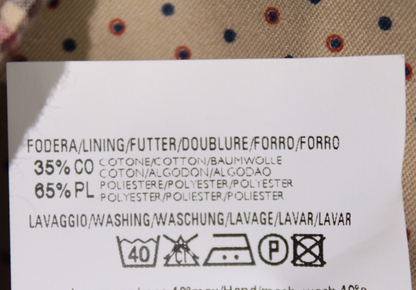 FODERA/LINING/FUTTER/DOUBLURE/FORRO/FORRO
35% CO COTONE/COTTON/BAUMWOLLE
COTON/ALGODON/ALGODAO
65% PL POLIESTERE/POLYESTER/POLYESTER
POLYESTER/POLIESTER/POLIESTER
LAVAGGIO/WASHING/WASCHUNG/LAVAGE/LAVAR/LAVAR
40 CL P